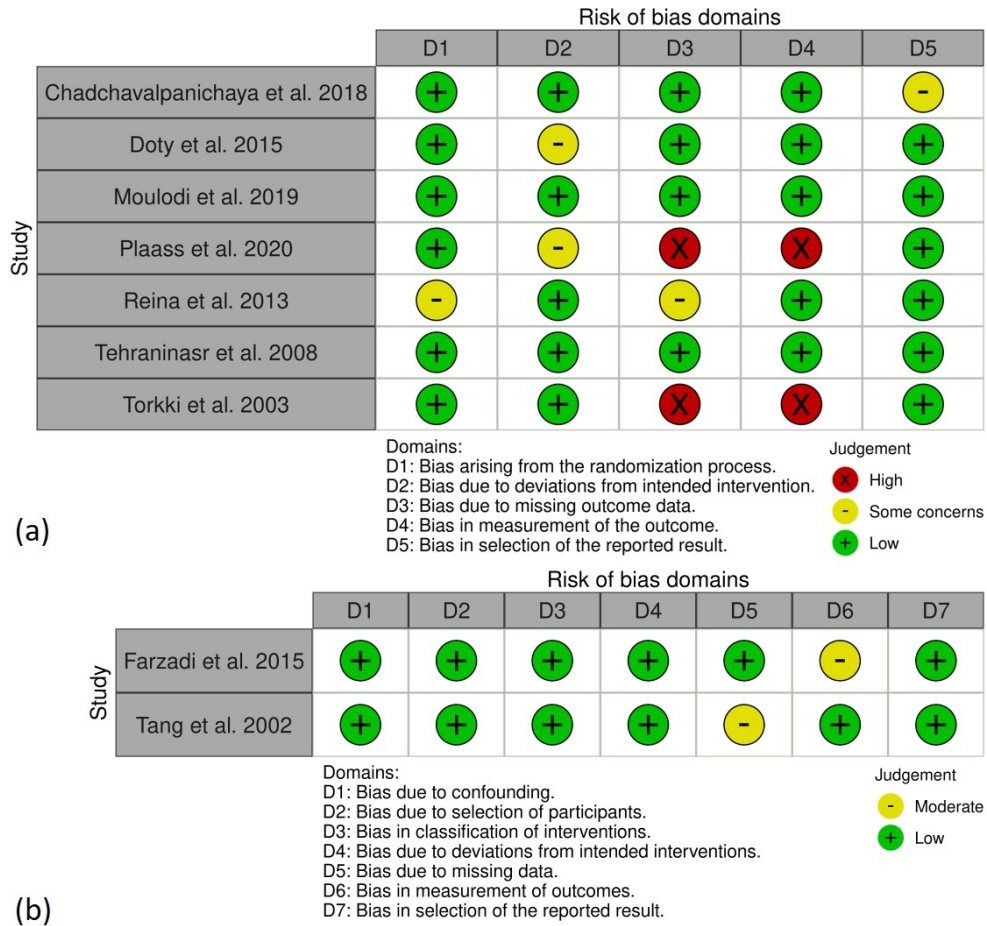 Risk of bias domains
D1 D2 D3 D4 D5
Study
Chadchavalpanichaya et al. 2018 + + + + -
Doty et al. 2015 + - + + +
Moulodi et al. 2019 + + + + +
Plaass et al. 2020 + - X X +
Reina et al. 2013 - + - + +
Tehraninasr et al. 2008 + + + + +
Torkki et al. 2003 + + X X +
Domains:
D1: Bias arising from the randomization process.
D2: Bias due to deviations from intended intervention.
D3: Bias due to missing outcome data.
D4: Bias in measurement of the outcome.
D5: Bias in selection of the reported result.
Judgement
X High
- Some concerns
+ Low
(a)
Risk of bias domains
D1 D2 D3 D4 D5 D6 D7
Study
Farzadi et al. 2015 + + + + + - +
Tang et al. 2002 + + + + - + +
Domains:
D1: Bias due to confounding.
D2: Bias due to selection of participants.
D3: Bias in classification of interventions.
D4: Bias due to deviations from intended interventions.
D5: Bias due to missing data.
D6: Bias in measurement of outcomes.
D7: Bias in selection of the reported result.
Judgement
- Moderate
+ Low
(b)